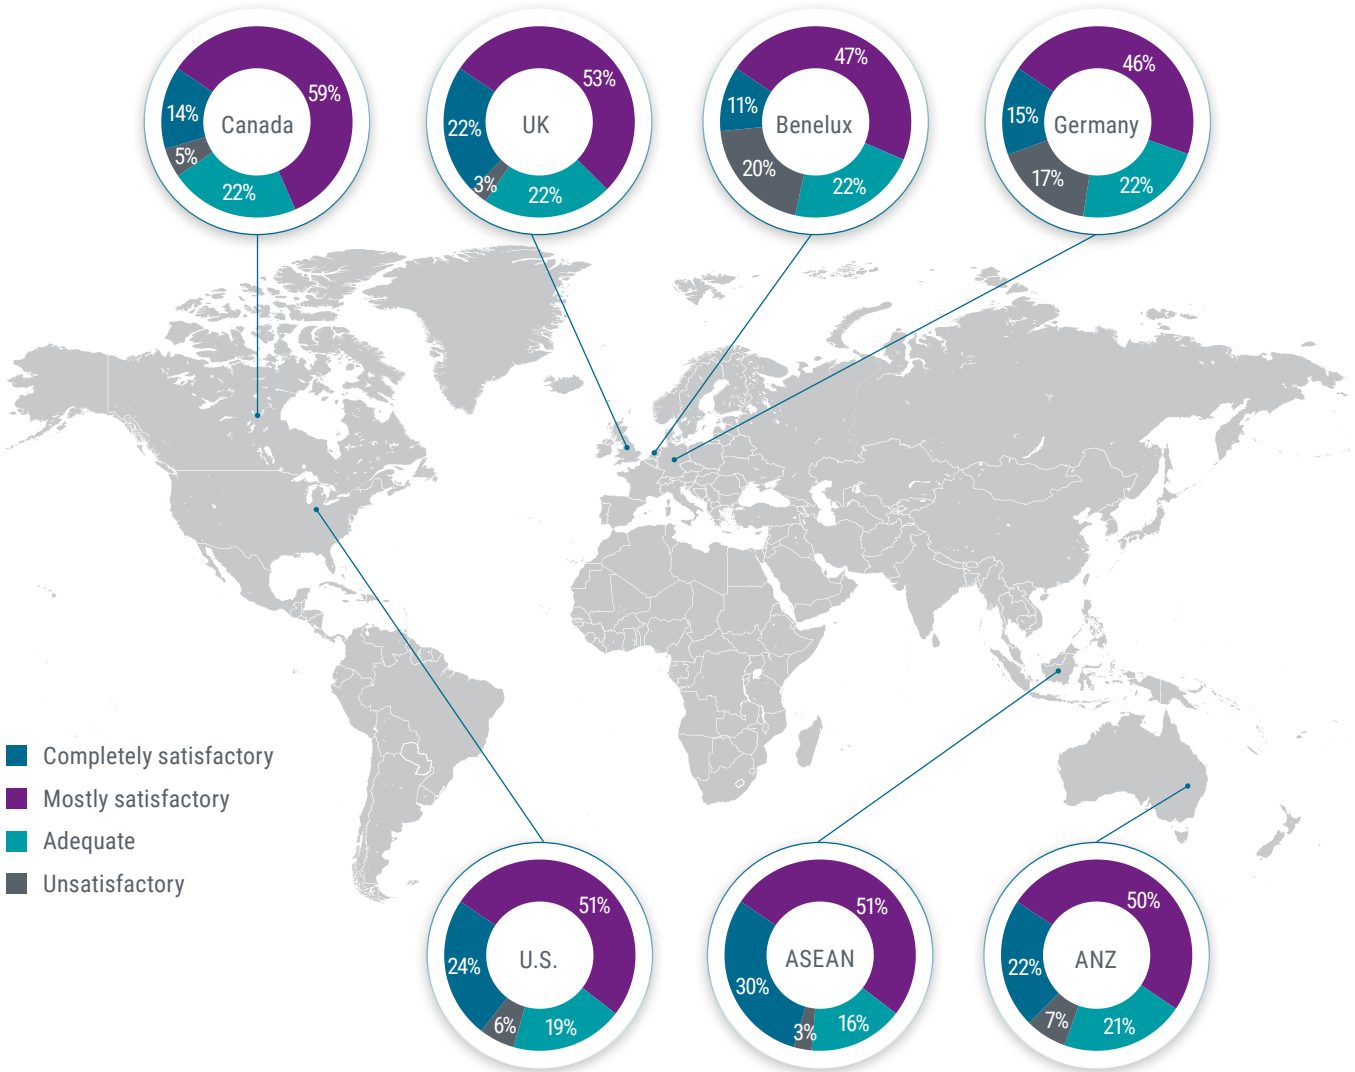 59%
14%
Canada
5%
22%
53%
22%
UK
3%
22%
47%
11%
Benelux
20%
22%
46%
15%
Germany
17%
22%
Completely satisfactory
Mostly satisfactory
Adequate
Unsatisfactory
51%
24%
U.S.
6%
19%
51%
ASEAN
30%
3%
16%
50%
22%
ANZ
7%
21%